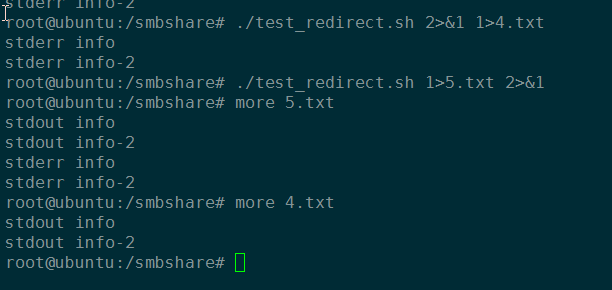 stderr info-2
root@ubuntu:/smbshare# ./test_redirect.sh 2>&1 1>4.txt
stderr info
stderr info-2
root@ubuntu:/smbshare# ./test_redirect.sh 1>5.txt 2>&1
root@ubuntu:/smbshare# more 5.txt
stdout info
stdout info-2
stderr info
stderr info-2
root@ubuntu:/smbshare# more 4.txt
stdout info
stdout info-2
root@ubuntu:/smbshare#